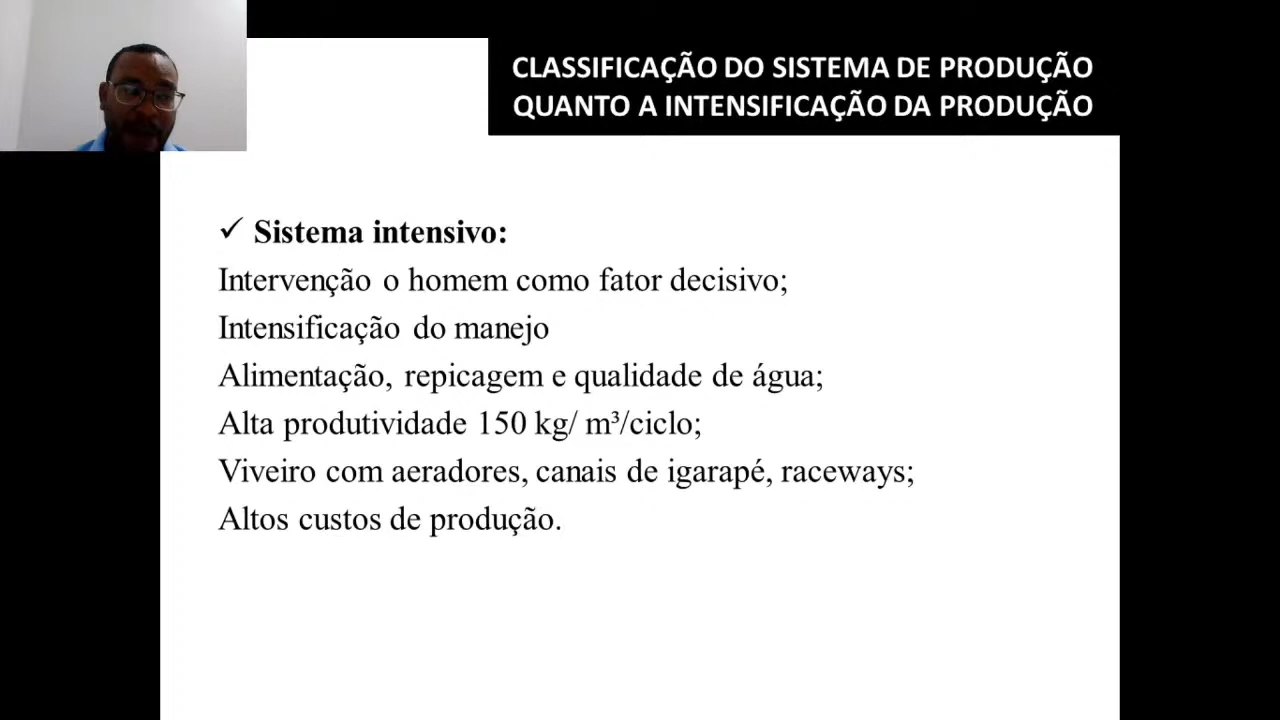 CLASSIFICAÇÃO DO SISTEMA DE PRODUÇÃO
QUANTO A INTENSIFICAÇÃO DA PRODUÇÃO
✓ Sistema intensivo:
Intervenção o homem como fator decisivo;
Intensificação do manejo
Alimentação, repicagem e qualidade de água;
Alta produtividade 150 kg/ m³/ciclo;
Viveiro com aeradores, canais de igarapé, raceways;
Altos custos de produção.